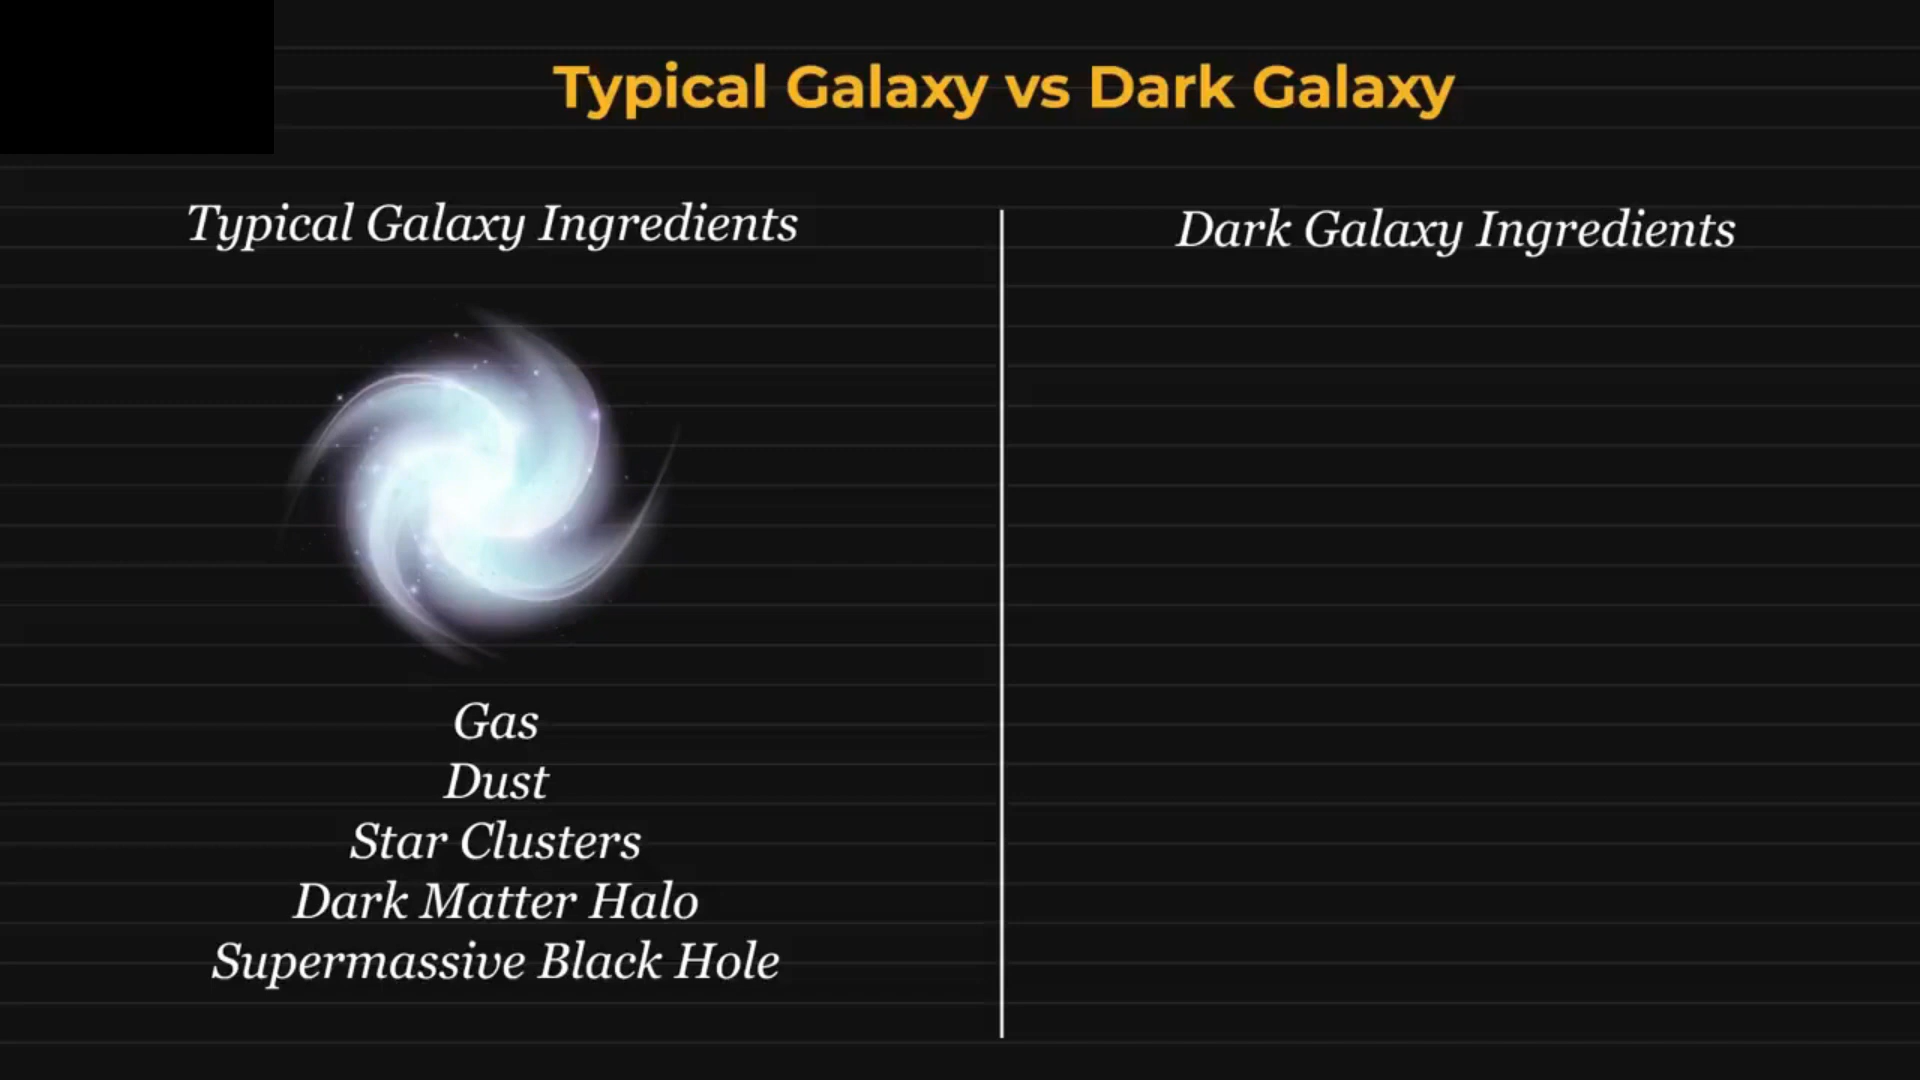 Typical Galaxy vs Dark Galaxy
Typical Galaxy Ingredients
Gas
Dust
Star Clusters
Dark Matter Halo
Supermassive Black Hole
Dark Galaxy Ingredients